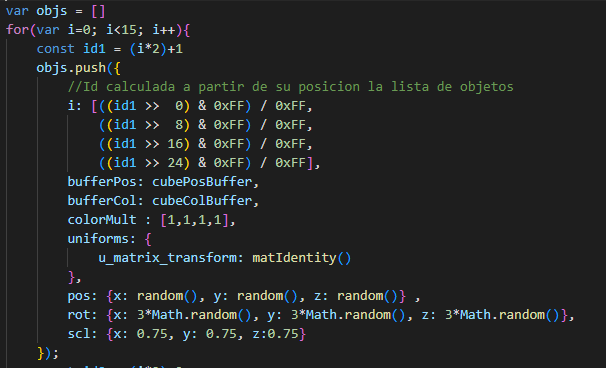 var objs = []
for(var i=0; i<15; i++){
    const id1 = (i*2)+1
    objs.push({
        //Id calculada a partir de su posicion la lista de objetos
        i: [((id1 >>  0) & 0xFF) / 0xFF,
            ((id1 >>  8) & 0xFF) / 0xFF,
            ((id1 >> 16) & 0xFF) / 0xFF,
            ((id1 >> 24) & 0xFF) / 0xFF],
        bufferPos: cubePosBuffer,
        bufferCol: cubeColBuffer,
        colorMult : [1,1,1,1],
        uniforms: {
            u_matrix_transform: matIdentity()
        },
        pos: {x: random(), y: random(), z: random()} ,
        rot: {x: 3*Math.random(), y: 3*Math.random(), z: 3*Math.random()},
        scl: {x: 0.75, y: 0.75, z:0.75}
    });